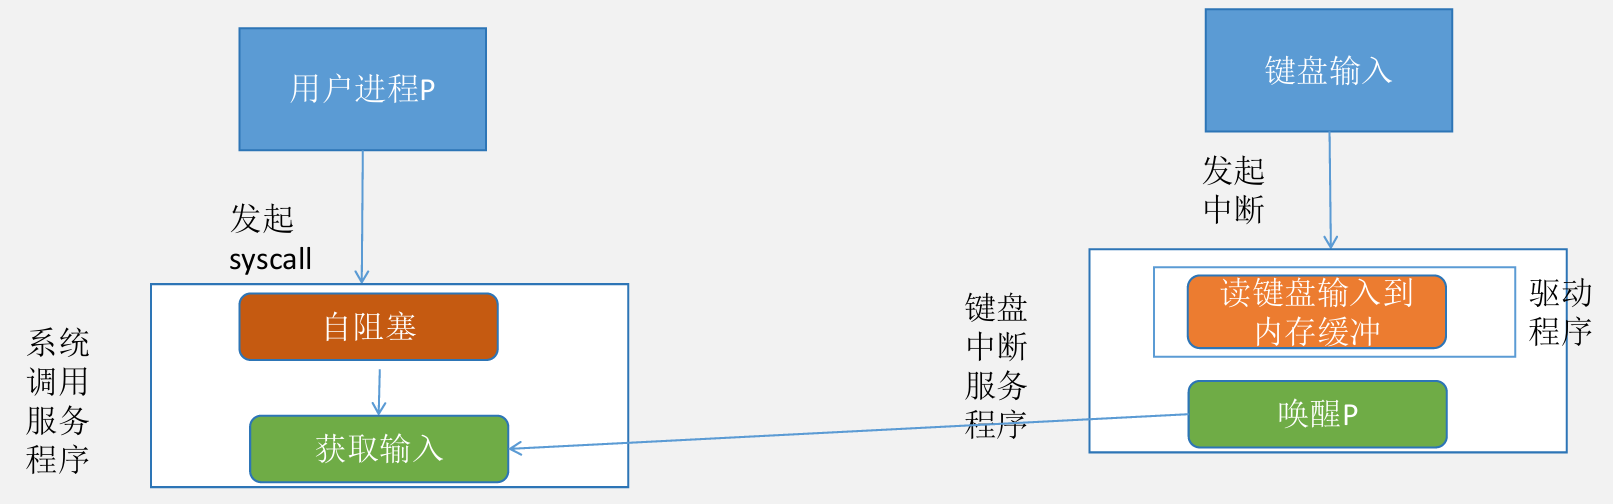 用户进程P
键盘输入
发起
syscall
发起
中断
系统
调用
服务
程序
自阻塞
获取输入
键盘
中断
服务
程序
读键盘输入到
内存缓冲
驱动
程序
唤醒P